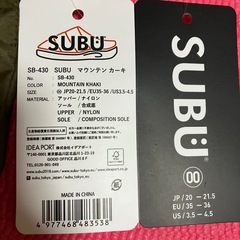 SUBU
SB-430 SUBU マウンテン カーキ
NO. SB-430
COLOR MOUNTAIN KHAKI
SIZE ⓪⓪ JP20-21.5 / EU35-36 / US3.5-4.5
MATERIAL アッパー / ナイロン
ソール / 合成底
UPPER / NYLON
SOLE / COMPOSITION SOLE
IDEA PORT
MADE IN CHINA
4 977468 483538
SUBU
00
JP / 20 - 21.5
EU / 35 - 36
US / 3.5 - 4.5